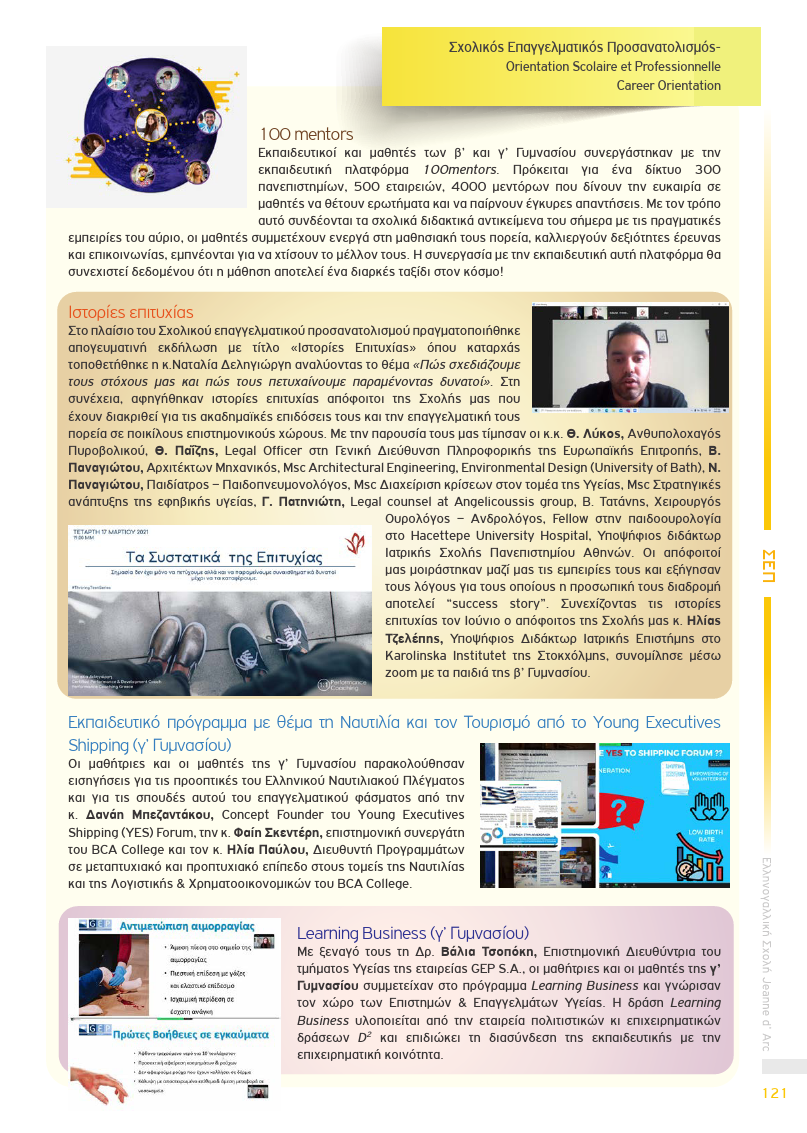 Σχολικός Επαγγελματικός Προσανατολισμός-
Orientation Scolaire et Professionnelle
Career Orientation
100 mentors
Εκπαιδευτικοί και μαθητές των β’ και γ’ Γυμνασίου συνεργάστηκαν με την
εκπαιδευτική πλατφόρμα 100mentors. Πρόκειται για ένα δίκτυο 300
πανεπιστημίων, 500 εταιρειών, 4000 μεντόρων που δίνουν την ευκαιρία σε
μαθητές να θέτουν ερωτήματα και να παίρνουν έγκυρες απαντήσεις. Με τον τρόπο
αυτό συνδέονται τα σχολικά διδακτικά αντικείμενα του σήμερα με τις πραγματικές
εμπειρίες του αύριο, οι μαθητές συμμετέχουν ενεργά στη μαθησιακή τους πορεία, καλλιεργούν δεξιότητες έρευνας
και επικοινωνίας, εμπνέονται για να χτίσουν το μέλλον τους. Η συνεργασία με την εκπαιδευτική αυτή πλατφόρμα θα
συνεχιστεί δεδομένου ότι η μάθηση αποτελεί ένα διαρκές ταξίδι στον κόσμο!
Ιστορίες επιτυχίας
Στο πλαίσιο του Σχολικού επαγγελματικού προσανατολισμού πραγματοποιήθηκε
απογευματινή εκδήλωση με τίτλο «Ιστορίες Επιτυχίας» όπου καταρχάς
τοποθετήθηκε η κ.Ναταλία Δεληγιώργη αναλύοντας το θέμα «Πώς σχεδιάζουμε
τους στόχους μας και πώς τους πετυχαίνουμε παραμένοντας δυνατοί». Στη
συνέχεια, αφηγήθηκαν ιστορίες επιτυχίας απόφοιτοι της Σχολής μας που
έχουν διακριθεί για τις ακαδημαϊκές επιδόσεις τους και την επαγγελματική τους
πορεία σε ποικίλους επιστημονικούς χώρους. Με την παρουσία τους μας τίμησαν οι κ.κ. Θ. Λύκος, Ανθυπολοχαγός
Πυροβολικού, Θ. Παΐζης, Legal Officer στη Γενική Διεύθυνση Πληροφορικής της Ευρωπαϊκής Επιτροπής, Β.
Παναγιώτου, Αρχιτέκτων Μηχανικός, Msc Architectural Engineering, Environmental Design (University of Bath), Ν.
Παναγιώτου, Παιδίατρος – Παιδοπνευμονολόγος, Msc Διαχείριση κρίσεων στον τομέα της Υγείας, Msc Στρατηγικές
ανάπτυξης της εφηβικής υγείας, Γ. Πατηνιώτη, Legal counsel at Angelicoussis group, Β. Τατάνης, Χειρουργός
Ουρολόγος – Ανδρολόγος, Fellow στην παιδοουρολογία
στο Hacettepe University Hospital, Υποψήφιος διδάκτωρ
Ιατρικής Σχολής Πανεπιστημίου Αθηνών. Οι απόφοιτοί
μας μοιράστηκαν μαζί μας τις εμπειρίες τους και εξήγησαν
τους λόγους για τους οποίους η προσωπική τους διαδρομή
αποτελεί “success story”. Συνεχίζοντας τις ιστορίες
επιτυχίας τον Ιούνιο ο απόφοιτος της Σχολής μας κ. Ηλίας
Τζελέπης, Υποψήφιος Διδάκτωρ Ιατρικής Επιστήμης στο
Karolinska Institutet της Στοκχόλμης, συνομίλησε μέσω
zoom με τα παιδιά της β’ Γυμνασίου.
ΤΕΤΑΡΤΗ 17 ΜΑΡΤΙΟΥ 2021
Τα Συστατικά της Επιτυχίας
Σημασία δεν έχει μόνο να πετύχουμε αλλά και να παραμείνουμε συναισθηματικά δυνατοί
μέχρι να τα καταφέρουμε.
Performance
Coaching
Εκπαιδευτικό πρόγραμμα με θέμα τη Ναυτιλία και τον Τουρισμό από το Young Executives
Shipping (γ’ Γυμνασίου)
Οι μαθήτριες και οι μαθητές της γ’ Γυμνασίου παρακολούθησαν
εισηγήσεις για τις προοπτικές του Ελληνικού Ναυτιλιακού Πλέγματος
και για τις σπουδές αυτού του επαγγελματικού φάσματος από την
κ. Δανάη Μπεζαντάκου, Concept Founder του Young Executives
Shipping (YES) Forum, την κ. Φαίη Σκεντέρη, επιστημονική συνεργάτη
του BCA College και τον κ. Ηλία Παύλου, Διευθυντή Προγραμμάτων
σε μεταπτυχιακό και προπτυχιακό επίπεδο στους τομείς της Ναυτιλίας
και της Λογιστικής & Χρηματοοικονομικών του BCA College.
YES TO SHIPPING FORUM ??
NERATION
EMPOWERING OF
VOLUNTEERISM
LOW BIRTH
RATE
Learning Business (γ’ Γυμνασίου)
Με ξεναγό τους τη Δρ. Βάλια Τσοπόκη, Επιστημονική Διευθύντρια του
τμήματος Υγείας της εταιρείας GEP S.A., οι μαθήτριες και οι μαθητές της γ’
Γυμνασίου συμμετείχαν στο πρόγραμμα Learning Business και γνώρισαν
τον χώρο των Επιστημών & Επαγγελμάτων Υγείας. Η δράση Learning
Business υλοποιείται από την εταιρεία πολιτιστικών κι επιχειρηματικών
δράσεων D² και επιδιώκει τη διασύνδεση της εκπαιδευτικής με την
επιχειρηματική κοινότητα.
GEP
Αντιμετώπιση αιμορραγίας
• Άμεση πίεση στο σημείο της
αιμορραγίας
• Πιεστική επίδεση με γάζες
και ελαστικό επίδεσμο
• Ισχαιμική περίδεση σε
έσχατη ανάγκη
GEP
Πρώτες Βοήθειες σε εγκαύματα
ΣΕΠ
Ελληνογαλλική Σχολή Jeanne d’ Arc
121